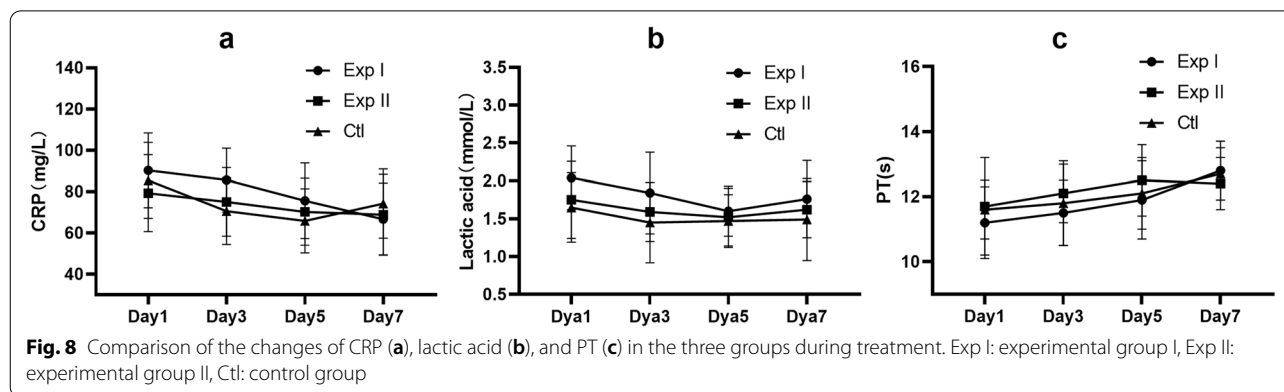 a
140
120
100
80
60
40
CRP (mg/L)
Exp I
Exp II
Ctl
Day1 Day3 Day5 Day7
b
3.5
3.0
2.5
2.0
1.5
1.0
0.5
Lactic acid (mmol/L)
Exp I
Exp II
Ctl
Dya1 Dya3 Dya5 Dya7
c
16
14
12
10
PT(s)
Exp I
Exp II
Ctl
Day1 Day3 Day5 Day7
Fig. 8 Comparison of the changes of CRP (a), lactic acid (b), and PT (c) in the three groups during treatment. Exp I: experimental group I, Exp II:
experimental group II, Ctl: control group